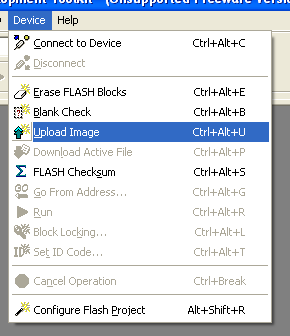 elopment Toolkit (Unsupported Freeware Versio
Device Help
Connect to Device Ctrl+Alt+C
Disconnect
Erase FLASH Blocks Ctrl+Alt+E
Blank Check Ctrl+Alt+B
Upload Image Ctrl+Alt+U
Download Active File Ctrl+Alt+P
FLASH Checksum Ctrl+Alt+S
Go From Address... Ctrl+Alt+G
Run Ctrl+Alt+R
Block Locking... Ctrl+Alt+L
Set ID Code... Ctrl+Alt+T
Cancel Operation Ctrl+Break
Configure Flash Project Alt+Shift+R